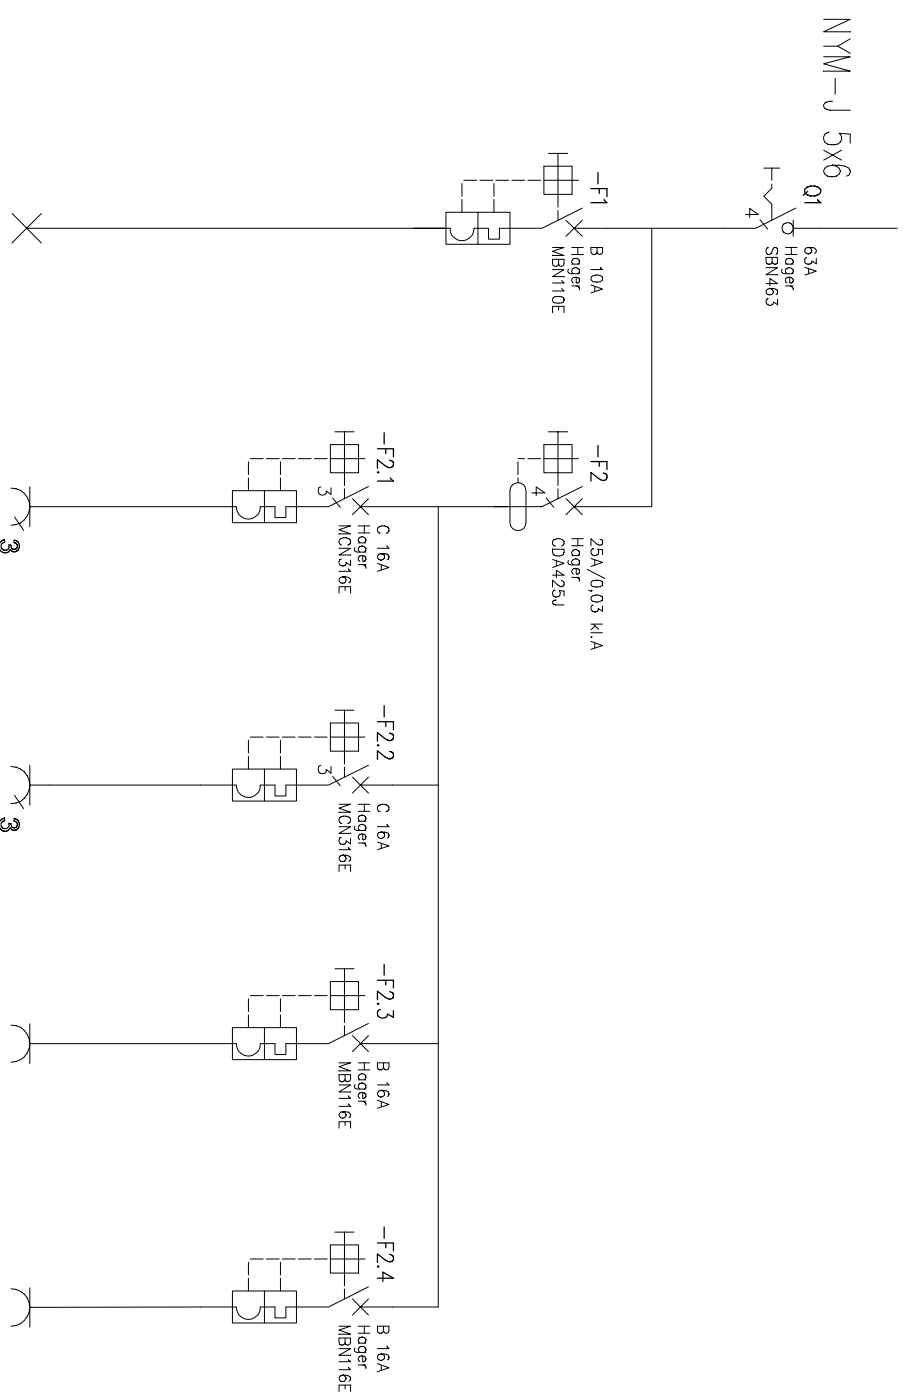 NYM-J 5x6
Q1
4
63A
Hager
SBN463
-F1
B 10A
Hager
MBN110E
-F2
4
25A/0,03 kl.A
Hager
CDA425J
-F2.1
3
C 16A
Hager
MCN316E
3
-F2.2
3
C 16A
Hager
MCN316E
3
-F2.3
B 16A
Hager
MBN116E
-F2.4
B 16A
Hager
MBN116E